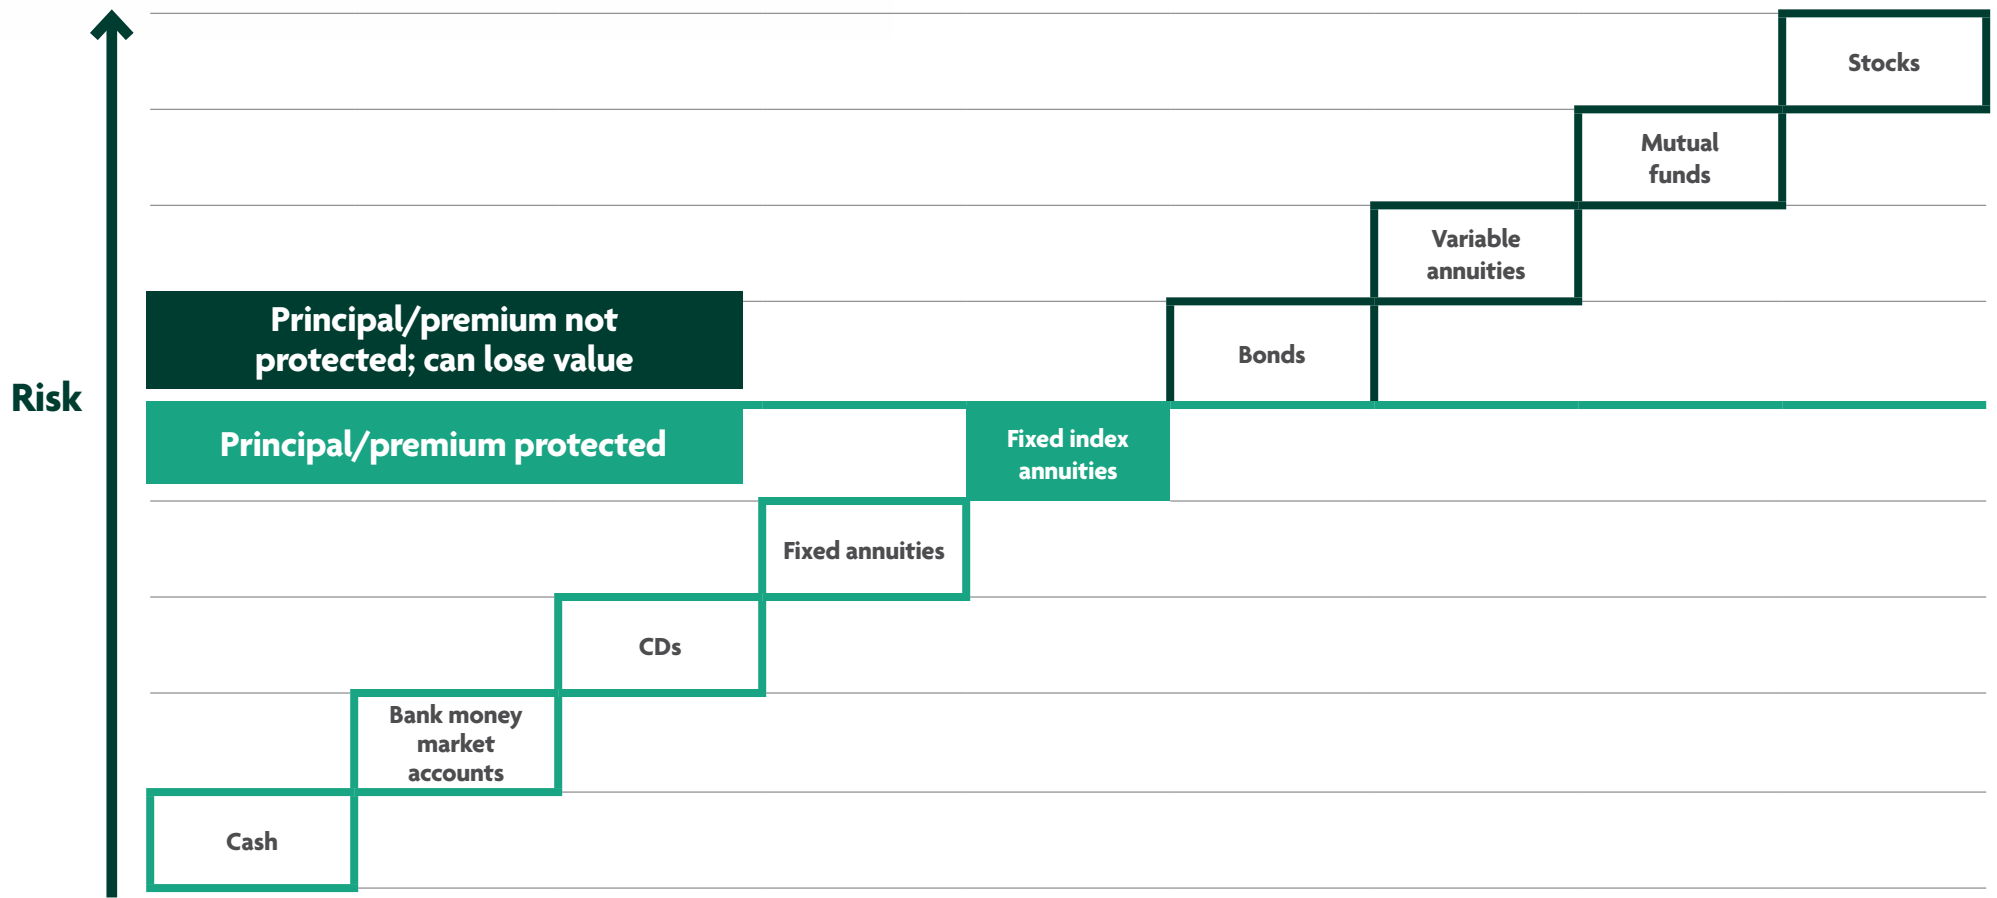 Stocks
Mutual
funds
Variable
annuities
Principal/premium not
protected; can lose value
Bonds
Risk
Principal/premium protected
Fixed index
annuities
Fixed annuities
CDs
Bank money
market
accounts
Cash